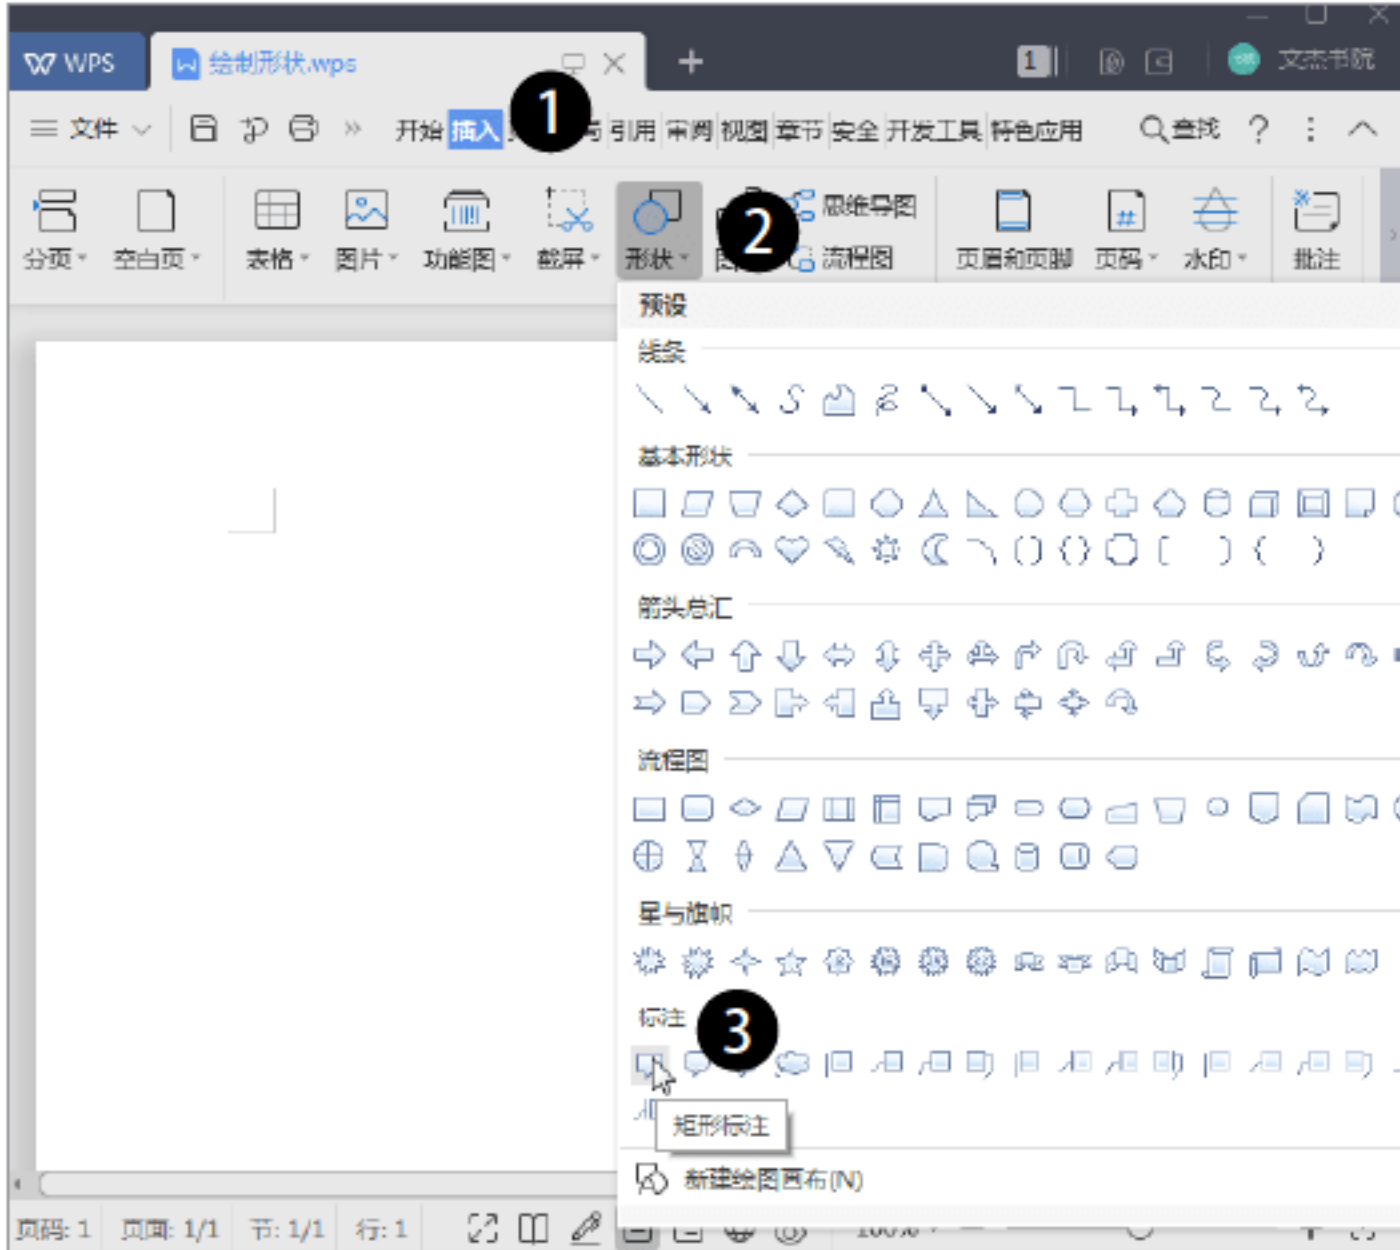 WPS 绘制形状.wps 1 文杰书院
文件 开始 插入 1 引用 审阅 视图 章节 安全 开发工具 特色应用 查找
思维导图
分页 空白页 表格 图片 功能图 截屏 形状 2 流程图 页眉和页脚 页码 水印 批注
预设
线条
基本形状
箭头总汇
流程图
星与旗帜
标注 3
矩形标注
新建绘图画布(N)
页码: 1 页面: 1/1 节: 1/1 行: 1 100%